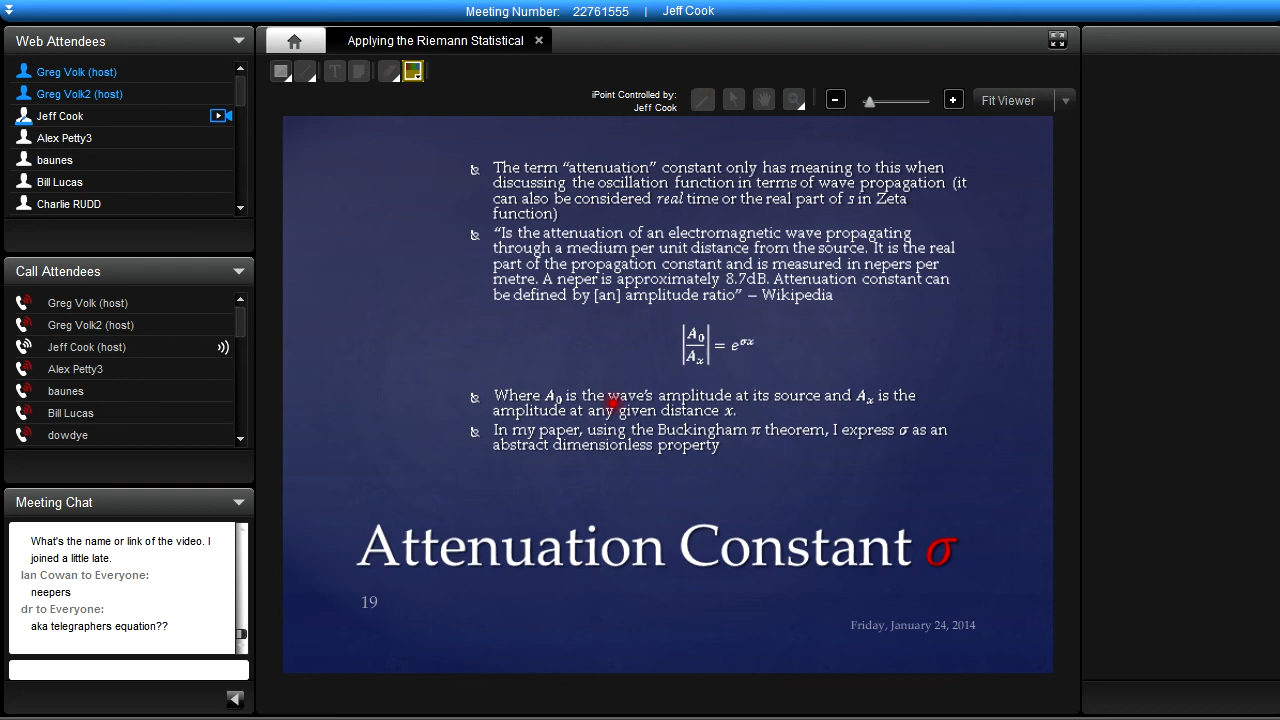 Meeting Number: 22761555 | Jeff Cook
Web Attendees
Greg Volk (host)
Greg Volk2 (host)
Jeff Cook
Alex Petty3
baunes
Bill Lucas
Charlie RUDD
Call Attendees
Greg Volk (host)
Greg Volk2 (host)
Jeff Cook (host)
Alex Petty3
baunes
Bill Lucas
dowdye
Meeting Chat
What's the name or link of the video. I
joined a little late.
Ian Cowan to Everyone:
neepers
dr to Everyone:
aka telegraphers equation??
Applying the Riemann Statistical
iPoint Controlled by:
Jeff Cook
Fit Viewer
The term “attenuation” constant only has meaning to this when
discussing the oscillation function in terms of wave propagation (it
can also be considered real time or the real part of s in Zeta
function)
“Is the attenuation of an electromagnetic wave propagating
through a medium per unit distance from the source. It is the real
part of the propagation constant and is measured in nepers per
metre. A neper is approximately 8.7dB. Attenuation constant can
be defined by [an] amplitude ratio” – Wikipedia
|A₀/Aₓ| = e^σx
Where A₀ is the wave’s amplitude at its source and Aₓ is the
amplitude at any given distance x.
In my paper, using the Buckingham π theorem, I express σ as an
abstract dimensionless property
Attenuation Constant σ
19
Friday, January 24, 2014